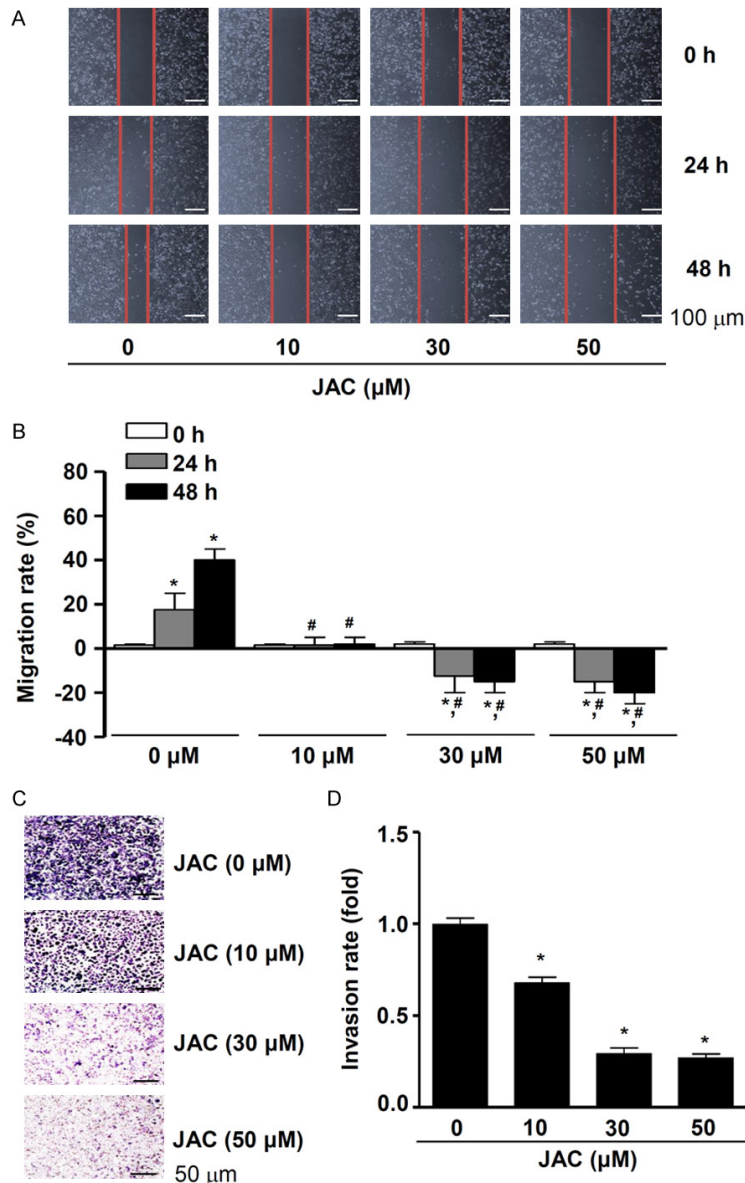 A
0 h
24 h
48 h
100 μm
0 10 30 50
JAC (μM)
B
0 h
24 h
48 h
Migration rate (%)
80
60
40
20
0
-20
-40
* *
# #
*,# *,#
*,# *,#
0 μM 10 μM 30 μM 50 μM
C
JAC (0 μM)
JAC (10 μM)
JAC (30 μM)
JAC (50 μM)
50 μm
D
Invasion rate (fold)
1.5
1.0
0.5
0.0
* * *
0 10 30 50
JAC (μM)